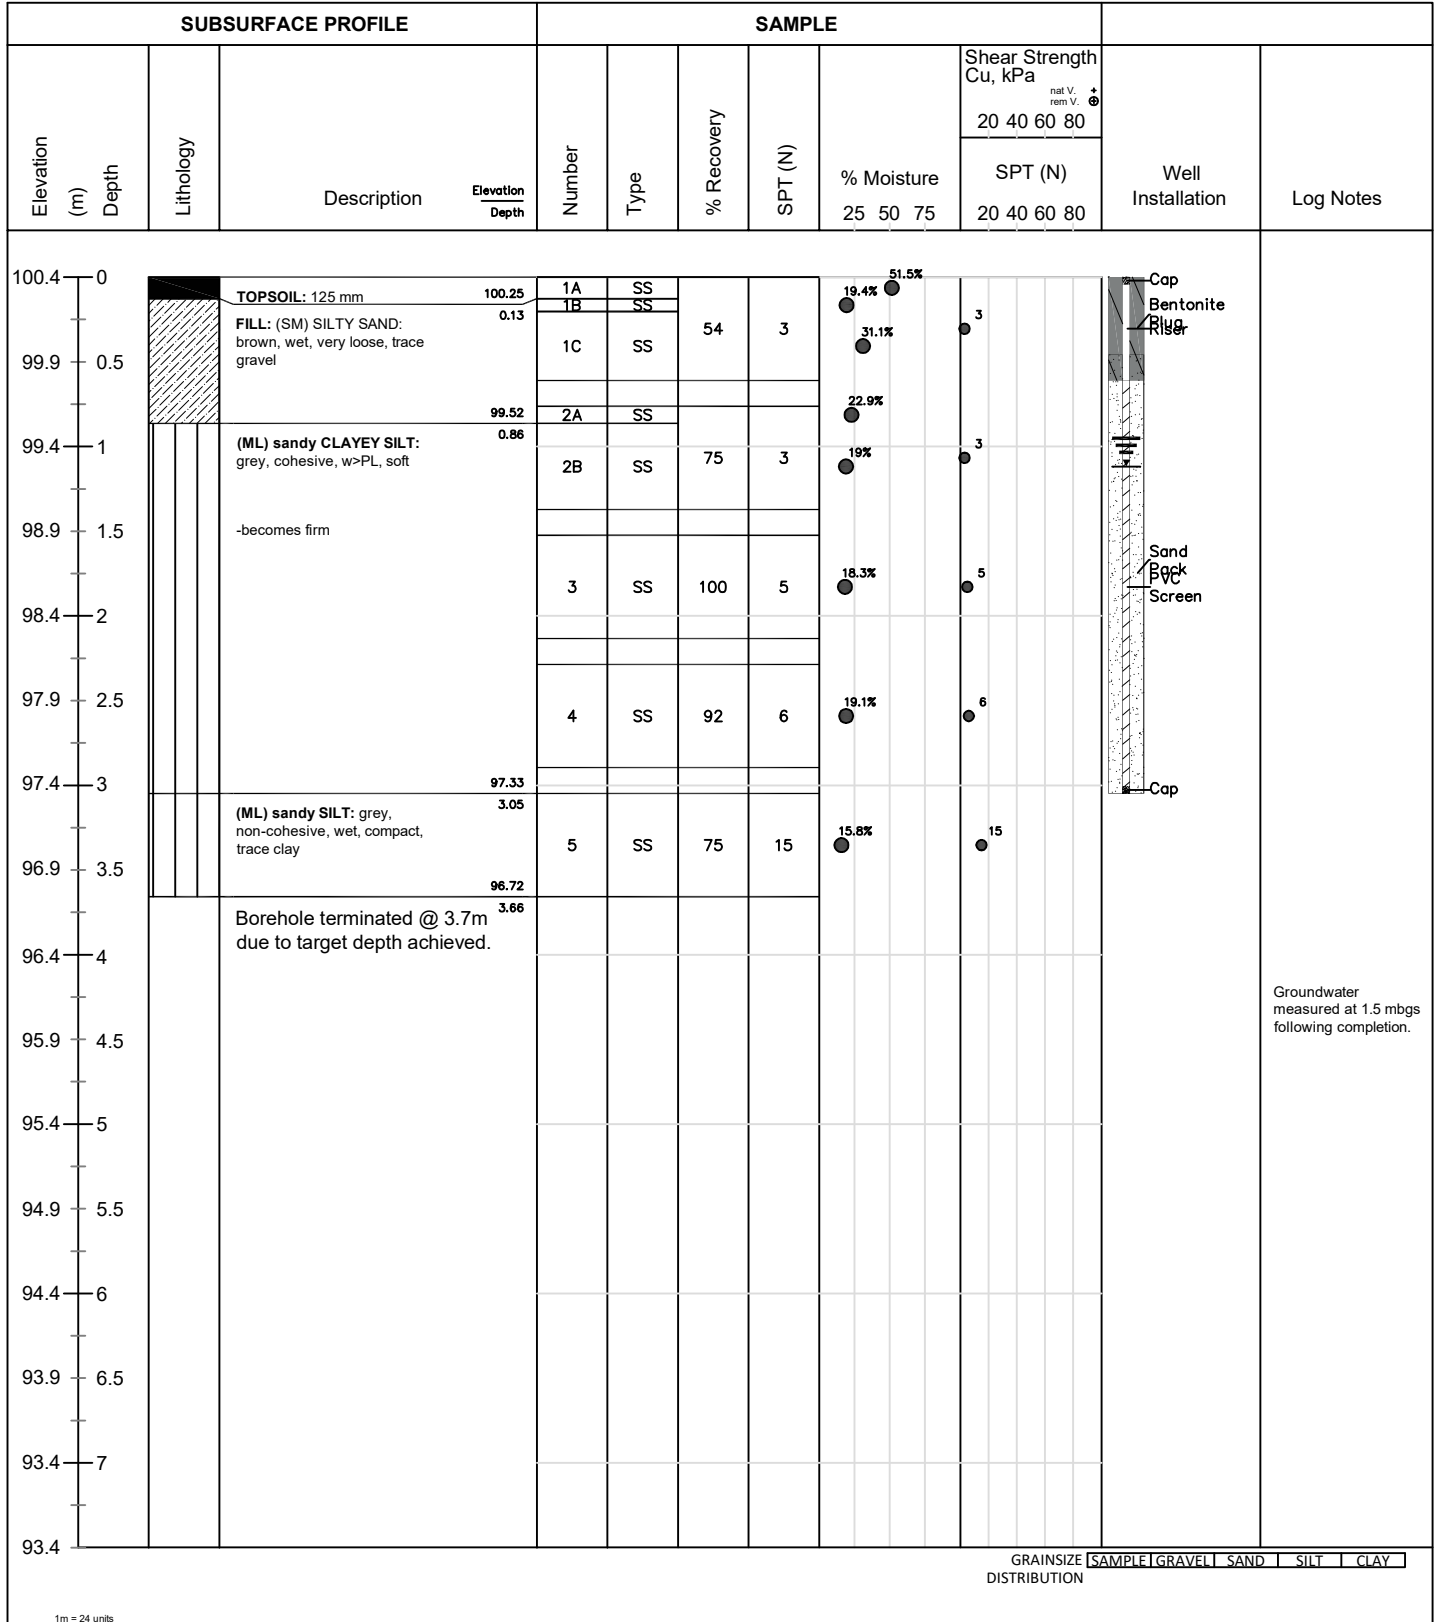 SUBSURFACE PROFILE
SAMPLE
Elevation
(m)
Depth
Lithology
Description
Elevation
Depth
Number
Type
% Recovery
SPT (N)
% Moisture
25 50 75
Shear Strength
Cu, kPa
nat V. +
rem V. ⊕
20 40 60 80
SPT (N)
20 40 60 80
Well
Installation
Log Notes
100.4 0
99.9 0.5
99.4 1
98.9 1.5
98.4 2
97.9 2.5
97.4 3
96.9 3.5
96.4 4
95.9 4.5
95.4 5
94.9 5.5
94.4 6
93.9 6.5
93.4 7
93.4
TOPSOIL: 125 mm
100.25
0.13
FILL: (SM) SILTY SAND:
brown, wet, very loose, trace
gravel
99.52
0.86
(ML) sandy CLAYEY SILT:
grey, cohesive, w>PL, soft
-becomes firm
97.33
3.05
(ML) sandy SILT: grey,
non-cohesive, wet, compact,
trace clay
96.72
3.66
Borehole terminated @ 3.7m
due to target depth achieved.
1A SS 51.5%
1B SS 19.4%
54 3 3
1C SS 31.1%
2A SS 22.9%
75 3 3
2B SS 19%
3 SS 100 5 18.3% 5
4 SS 92 6 19.1% 6
5 SS 75 15 15.8% 15
Cap
Bentonite
Plug
Riser
Sand
Pack
PVC
Screen
Cap
Groundwater
measured at 1.5 mbgs
following completion.
GRAINSIZE
DISTRIBUTION
SAMPLE GRAVEL SAND SILT CLAY
1m = 24 units